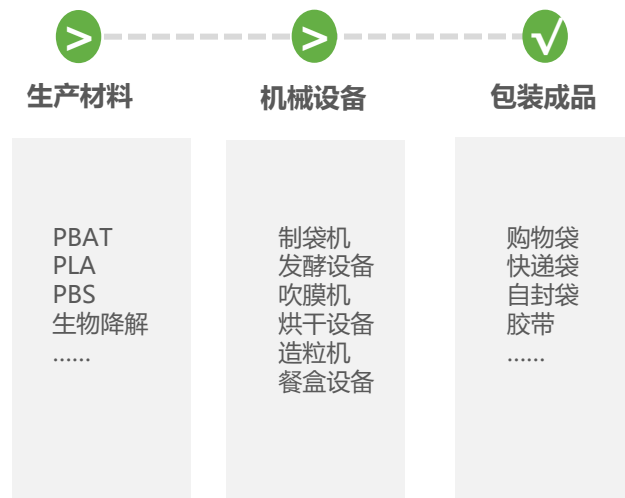 > > √
生产材料
机械设备
包装成品
PBAT
PLA
PBS
生物降解
......
制袋机
发酵设备
吹膜机
烘干设备
造粒机
餐盒设备
购物袋
快递袋
自封袋
胶带
......